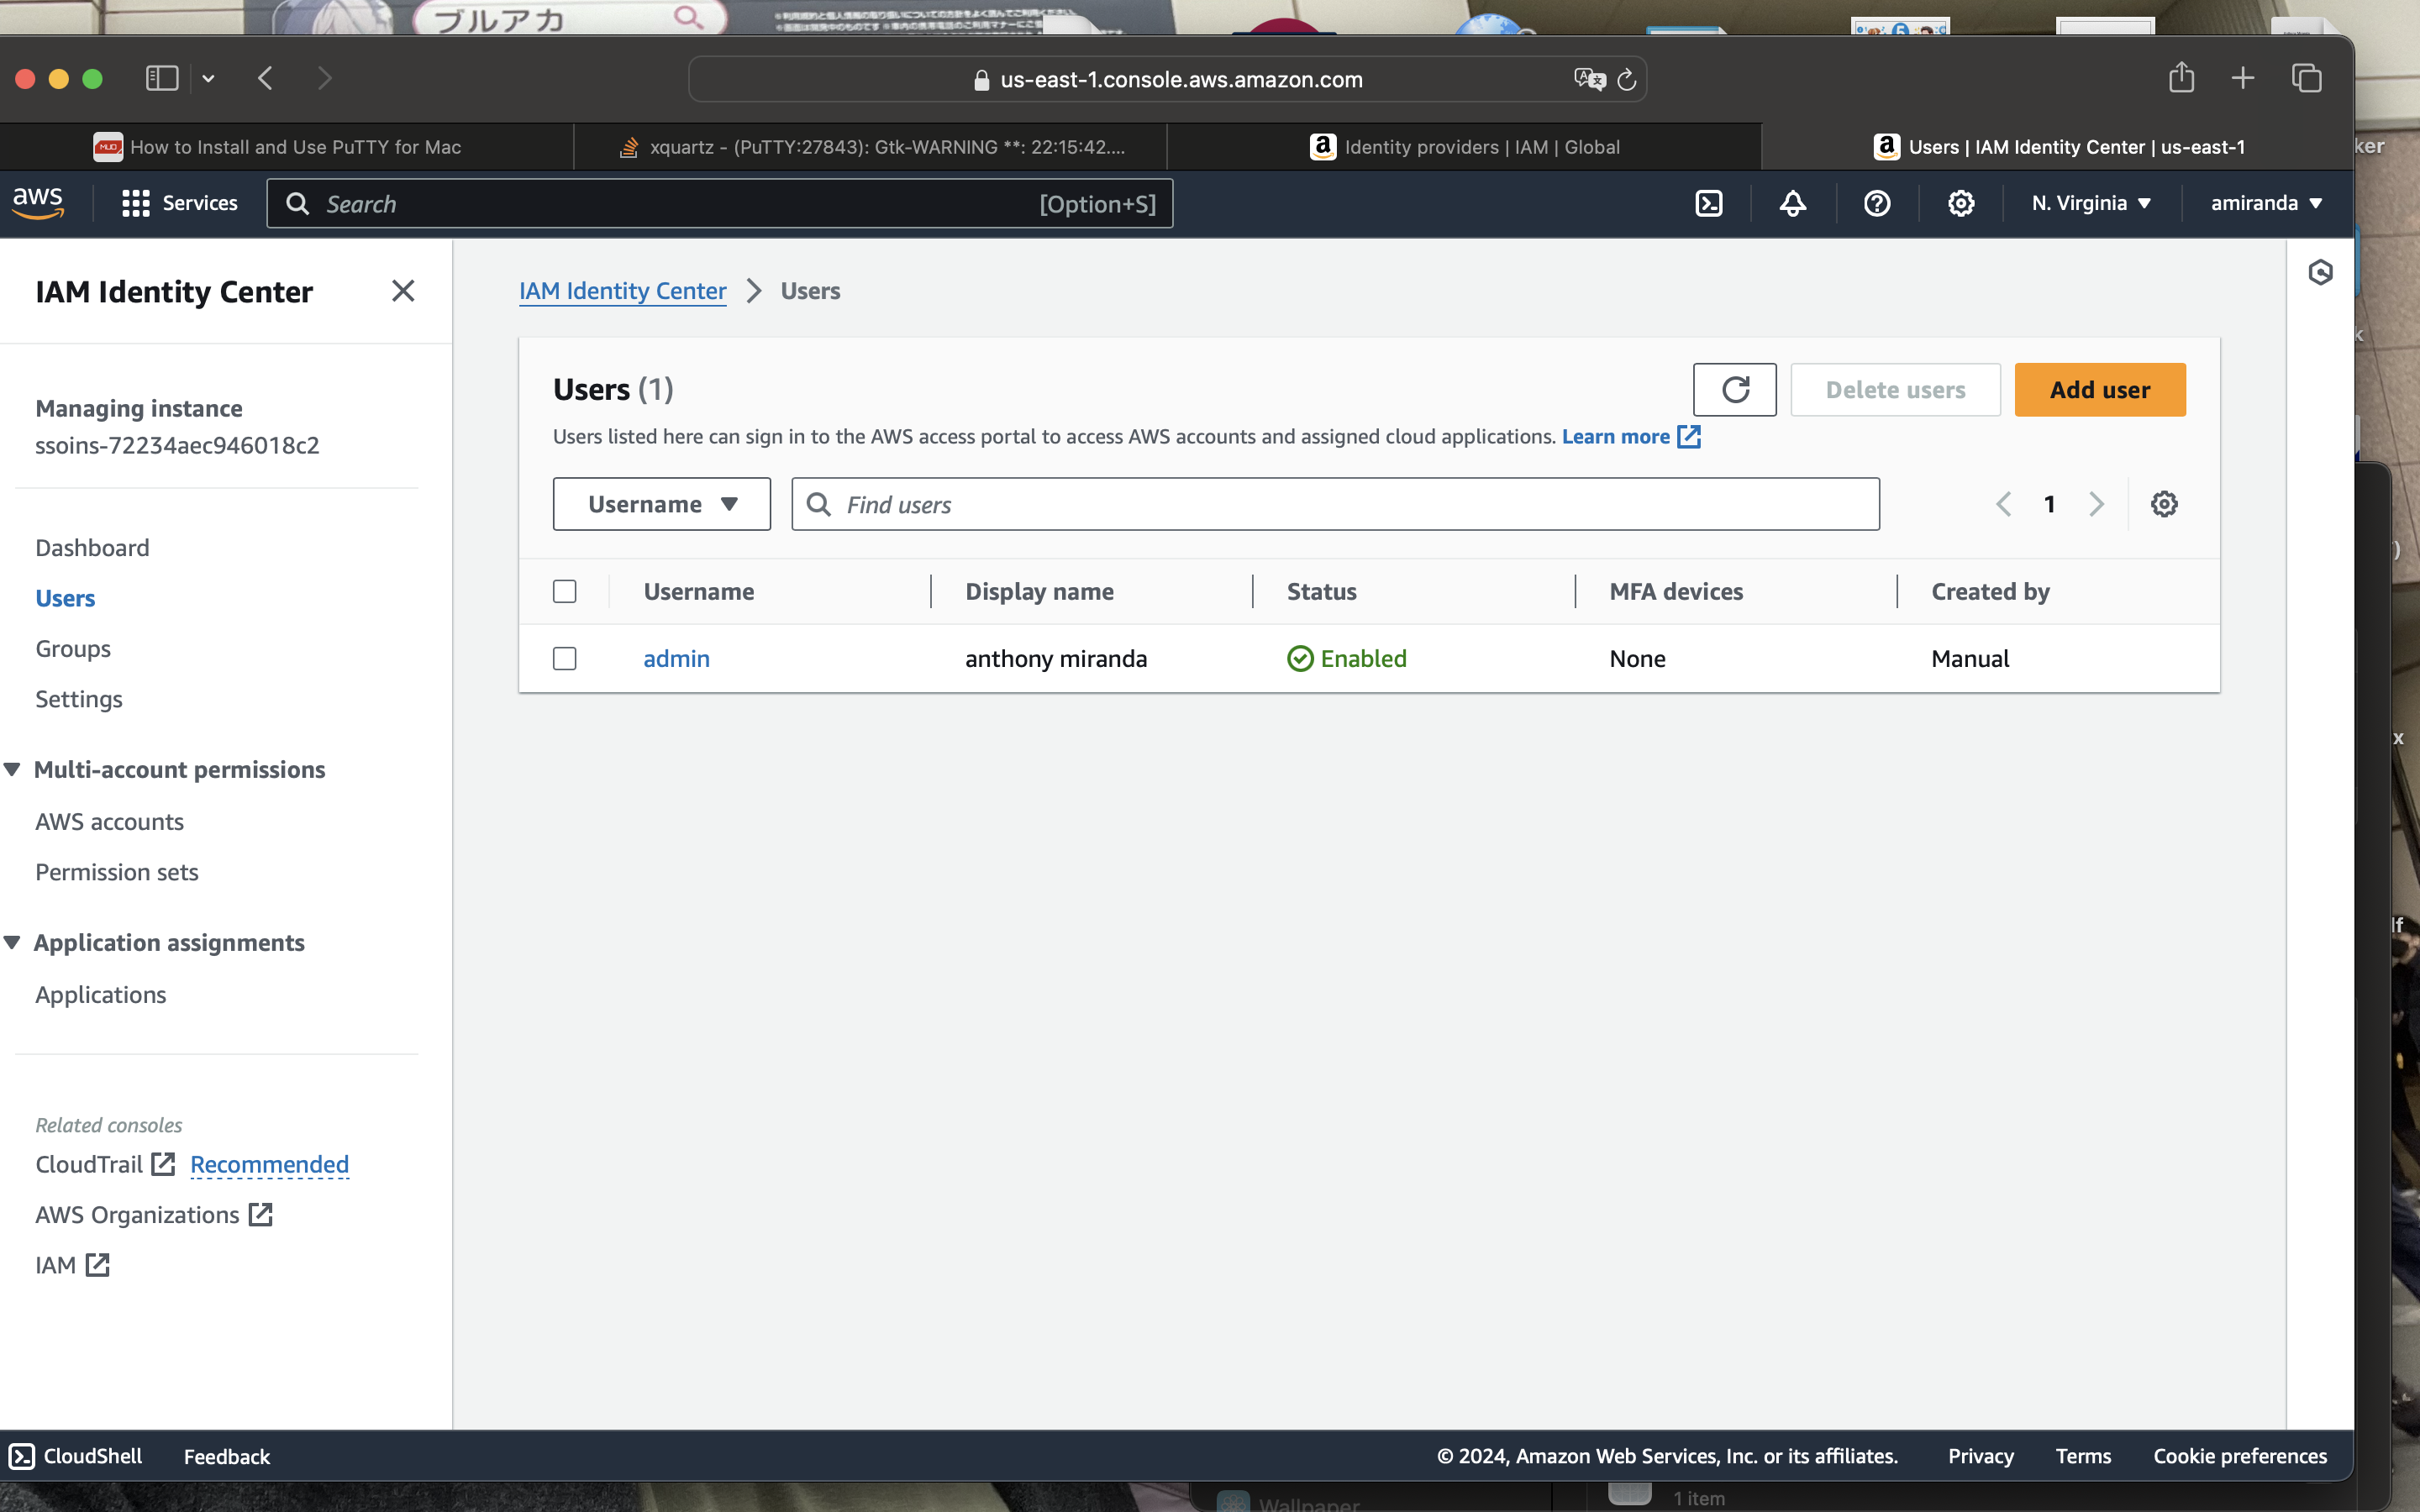 ブルアカ
us-east-1.console.aws.amazon.com
How to Install and Use PuTTY for Mac
xquartz - (PuTTY:27843): Gtk-WARNING **: 22:15:42....
Identity providers | IAM | Global
Users | IAM Identity Center | us-east-1
aws
Services
Search
[Option+S]
N. Virginia
amiranda
IAM Identity Center
Managing instance
ssoins-72234aec946018c2
Dashboard
Users
Groups
Settings
Multi-account permissions
AWS accounts
Permission sets
Application assignments
Applications
Related consoles
CloudTrail Recommended
AWS Organizations
IAM
IAM Identity Center > Users
Users (1)
Delete users
Add user
Users listed here can sign in to the AWS access portal to access AWS accounts and assigned cloud applications. Learn more
Username
Find users
1
Username Display name Status MFA devices Created by
admin anthony miranda Enabled None Manual
CloudShell
Feedback
© 2024, Amazon Web Services, Inc. or its affiliates.
Privacy
Terms
Cookie preferences
Wallpaper
1 item